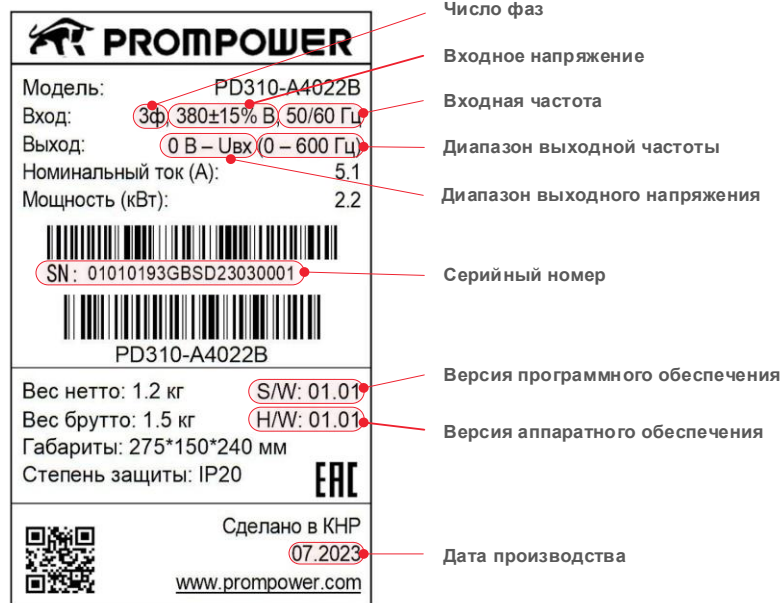 PROMPOWER
Модель: PD310-A4022B
Вход: 3ф, 380±15% В, 50/60 Гц
Выход: 0 В – Uвх (0 – 600 Гц)
Номинальный ток (А): 5.1
Мощность (кВт): 2.2
SN: 01010193GBSD23030001
PD310-A4022B
Вес нетто: 1.2 кг S/W: 01.01
Вес брутто: 1.5 кг H/W: 01.01
Габариты: 275*150*240 мм
Степень защиты: IP20
EAC
Сделано в КНР
07.2023
www.prompower.com
Число фаз
Входное напряжение
Входная частота
Диапазон выходной частоты
Диапазон выходного напряжения
Серийный номер
Версия программного обеспечения
Версия аппаратного обеспечения
Дата производства